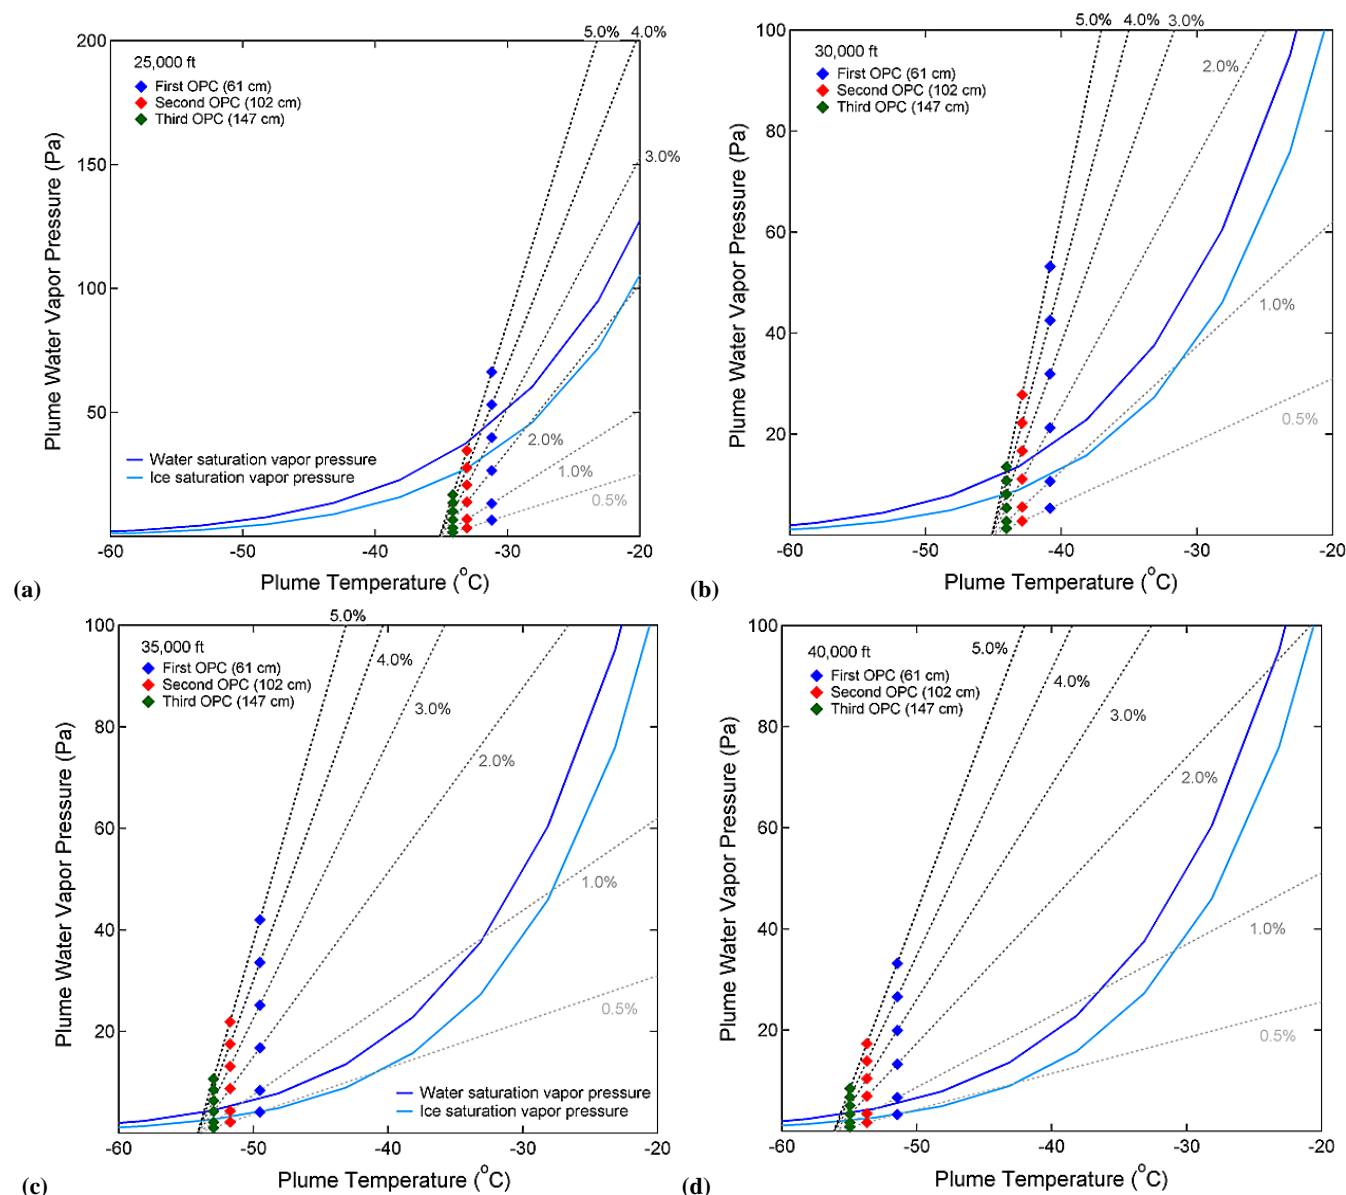 5.0% 4.0%
200
25,000 ft
First OPC (61 cm)
Second OPC (102 cm)
Third OPC (147 cm)
150
3.0%
100
50
2.0%
1.0%
0.5%
Water saturation vapor pressure
Ice saturation vapor pressure
-60 -50 -40 -30 -20
Plume Water Vapor Pressure (Pa)
Plume Temperature (°C)
(a)
5.0% 4.0% 3.0%
100
30,000 ft
First OPC (61 cm)
Second OPC (102 cm)
Third OPC (147 cm)
2.0%
80
60
1.0%
40
0.5%
20
-60 -50 -40 -30 -20
Plume Water Vapor Pressure (Pa)
Plume Temperature (°C)
(b)
5.0%
100
35,000 ft
First OPC (61 cm)
Second OPC (102 cm)
Third OPC (147 cm)
4.0%
3.0%
80
2.0%
60
1.0%
40
0.5%
20
Water saturation vapor pressure
Ice saturation vapor pressure
-60 -50 -40 -30 -20
Plume Water Vapor Pressure (Pa)
Plume Temperature (°C)
(c)
100
40,000 ft
First OPC (61 cm)
Second OPC (102 cm)
Third OPC (147 cm)
5.0%
4.0%
3.0%
80
2.0%
60
1.0%
40
0.5%
20
-60 -50 -40 -30 -20
Plume Water Vapor Pressure (Pa)
Plume Temperature (°C)
(d)